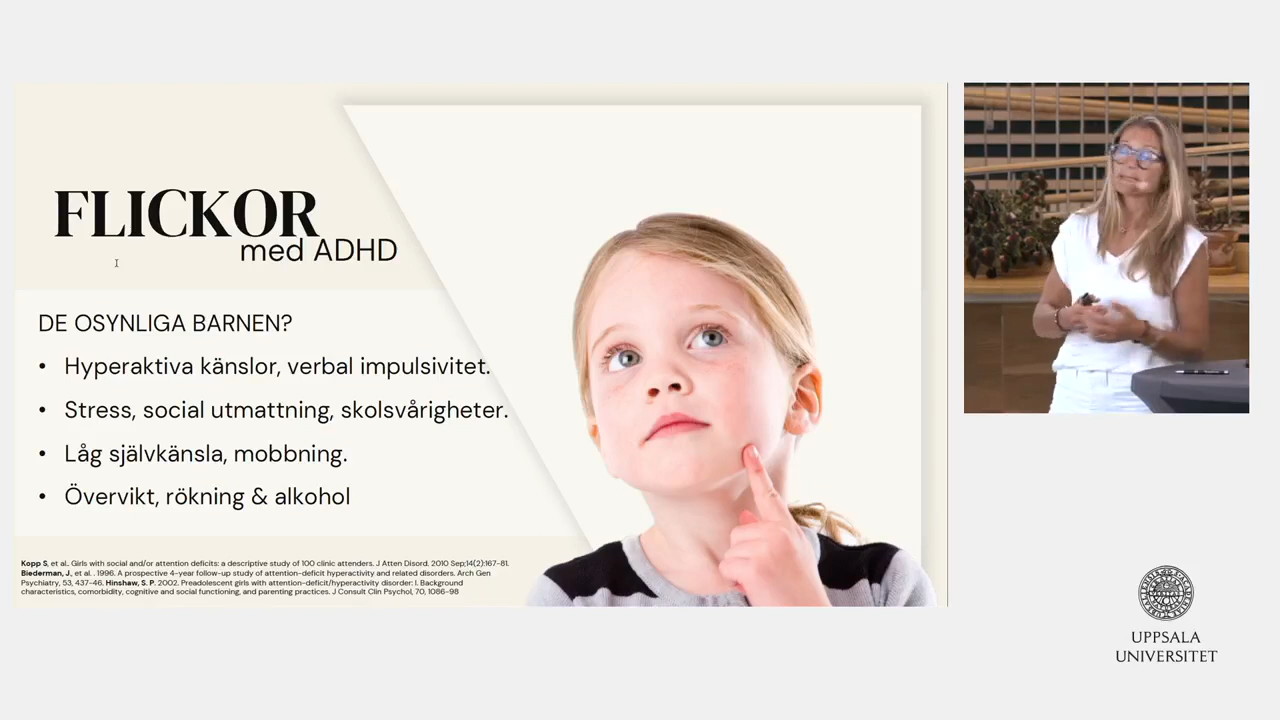 FLICKOR
med ADHD
DE OSYNLIGA BARNEN?
• Hyperaktiva känslor, verbal impulsivitet.
• Stress, social utmattning, skolsvårigheter.
• Låg självkänsla, mobbning.
• Övervikt, rökning & alkohol
Kopp S, et al.. Girls with social and/or attention deficits: a descriptive study of 100 clinic attenders. J Atten Disord. 2010 Sep;14(2):167-81.
Biederman, J., et al. . 1996. A prospective 4-year follow-up study of attention-deficit hyperactivity and related disorders. Arch Gen
Psychiatry, 53, 437-46. Hinshaw, S. P. 2002. Preadolescent girls with attention-deficit/hyperactivity disorder: I. Background
characteristics, comorbidity, cognitive and social functioning, and parenting practices. J Consult Clin Psychol, 70, 1086-98
UPPSALA
UNIVERSITET